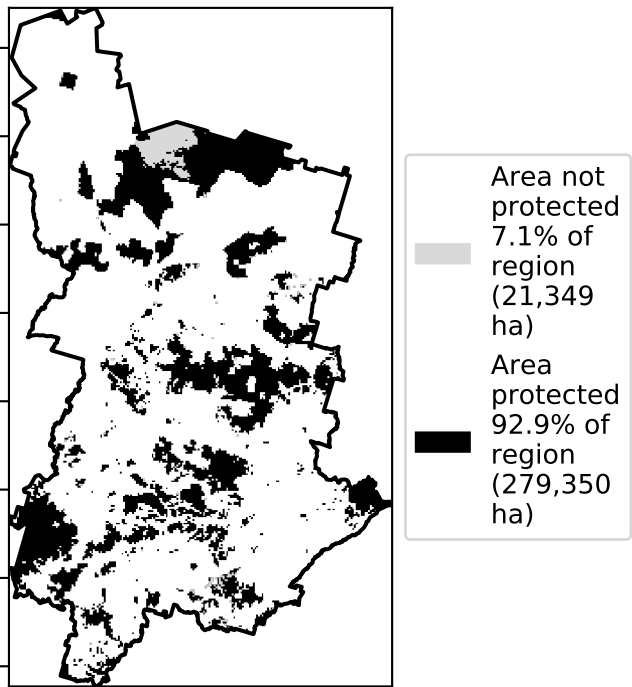 Area not
protected
7.1% of
region
(21,349
ha)
Area
protected
92.9% of
region
(279,350
ha)